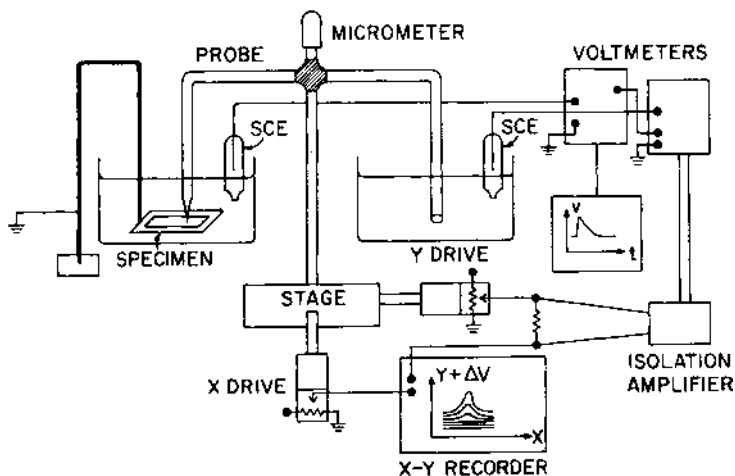 MICROMETER
PROBE
VOLTMETERS
SCE
SCE
SPECIMEN
Y DRIVE
V
t
STAGE
X DRIVE
Y + ΔV
X
ISOLATION
AMPLIFIER
X-Y RECORDER